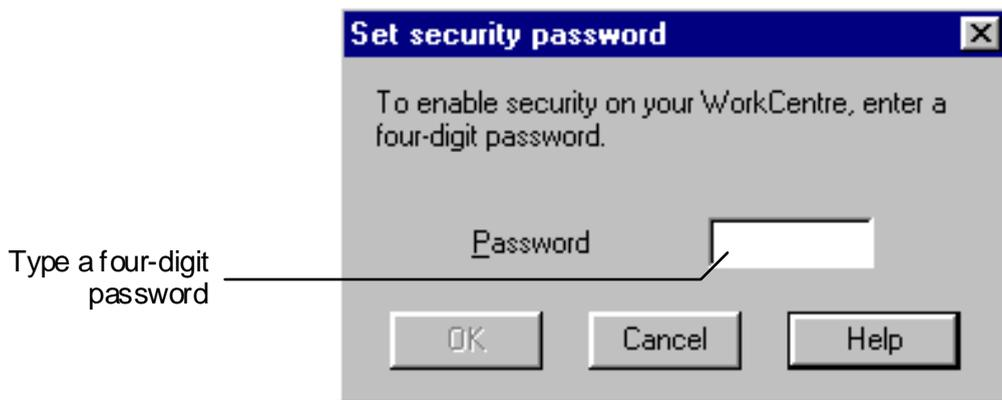 Set security password
To enable security on your WorkCentre, enter a
four-digit password.
Type a four-digit
password
Password
OK
Cancel
Help